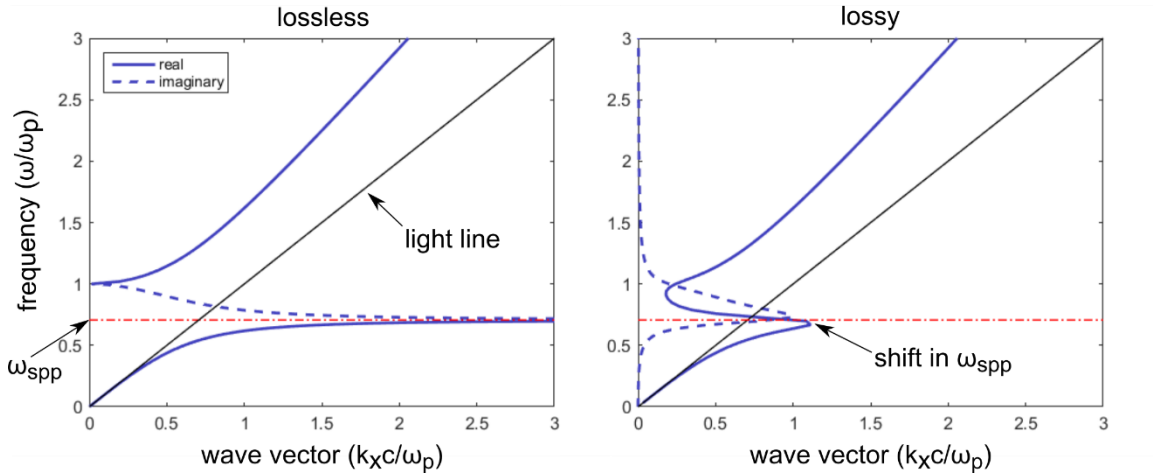 lossless
3
2.5
2
1.5
1
0.5
0
real
imaginary
light line
frequency (ω/ωp)
ωspp
0
0.5
1
1.5
2
2.5
3
wave vector (kxc/ωp)
lossy
3
2.5
2
1.5
1
0.5
0
shift in ωspp
0
0.5
1
1.5
2
2.5
3
wave vector (kxc/ωp)